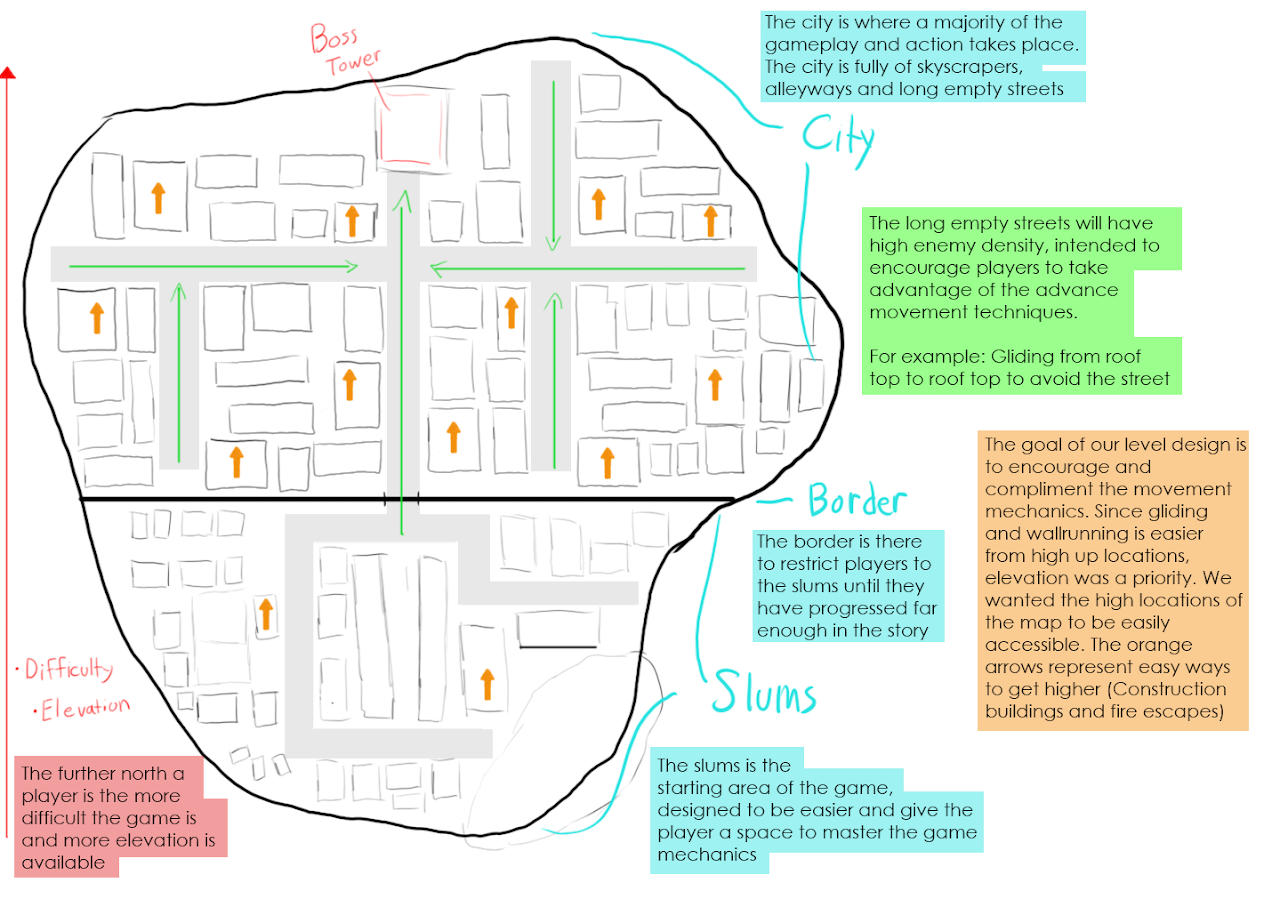 Boss
Tower
The city is where a majority of the
gameplay and action takes place.
The city is fully of skyscrapers,
alleyways and long empty streets
City
The long empty streets will have
high enemy density, intended to
encourage players to take
advantage of the advance
movement techniques.
For example: Gliding from roof
top to roof top to avoid the street
The goal of our level design is
to encourage and
compliment the movement
mechanics. Since gliding
and wallrunning is easier
from high up locations,
elevation was a priority. We
wanted the high locations of
the map to be easily
accessible. The orange
arrows represent easy ways
to get higher (Construction
buildings and fire escapes)
Border
The border is there
to restrict players to
the slums until they
have progressed far
enough in the story
• Difficulty
• Elevation
Slums
The further north a
player is the more
difficult the game is
and more elevation is
available
The slums is the
starting area of the game,
designed to be easier and give the
player a space to master the game
mechanics